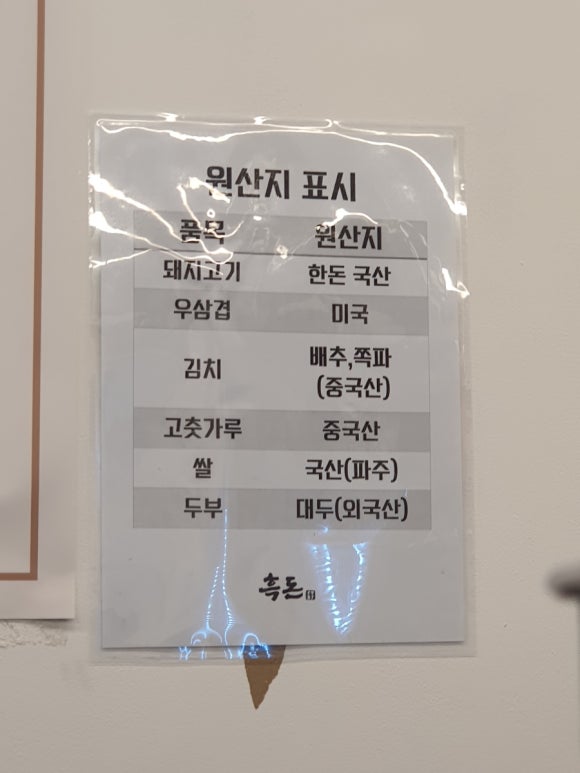 원산지 표시
품목 원산지
돼지고기 한돈 국산
우삼겹 미국
김치 배추,쪽파
(중국산)
고춧가루 중국산
쌀 국산(파주)
두부 대두(외국산)
흑돈